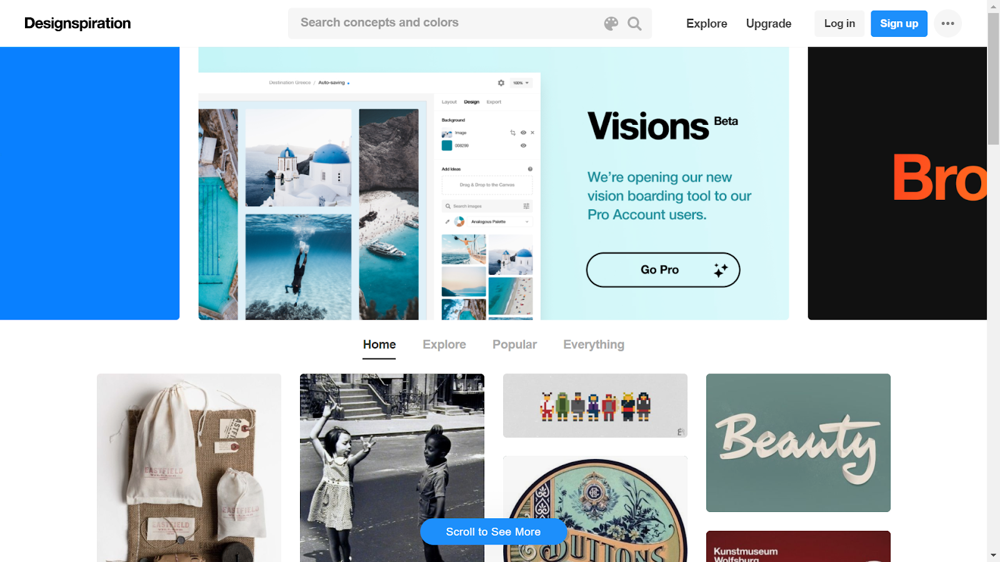 Designspiration
Search concepts and colors
Explore
Upgrade
Log in
Sign up
Destination Greece / Auto-saving
100%
Layout
Design
Export
Background
Image
008299
Add Ideas
Drag & Drop to the Canvas
Search images
Analogous Palette
Visions Beta
We're opening our new
vision boarding tool to our
Pro Account users.
Go Pro
Bro
Home
Explore
Popular
Everything
EASTFIELD
EASTFIELD
EASTFIELD
Beauty
BUTTONS
Scroll to See More
Kunstmuseum
Wolfsburg